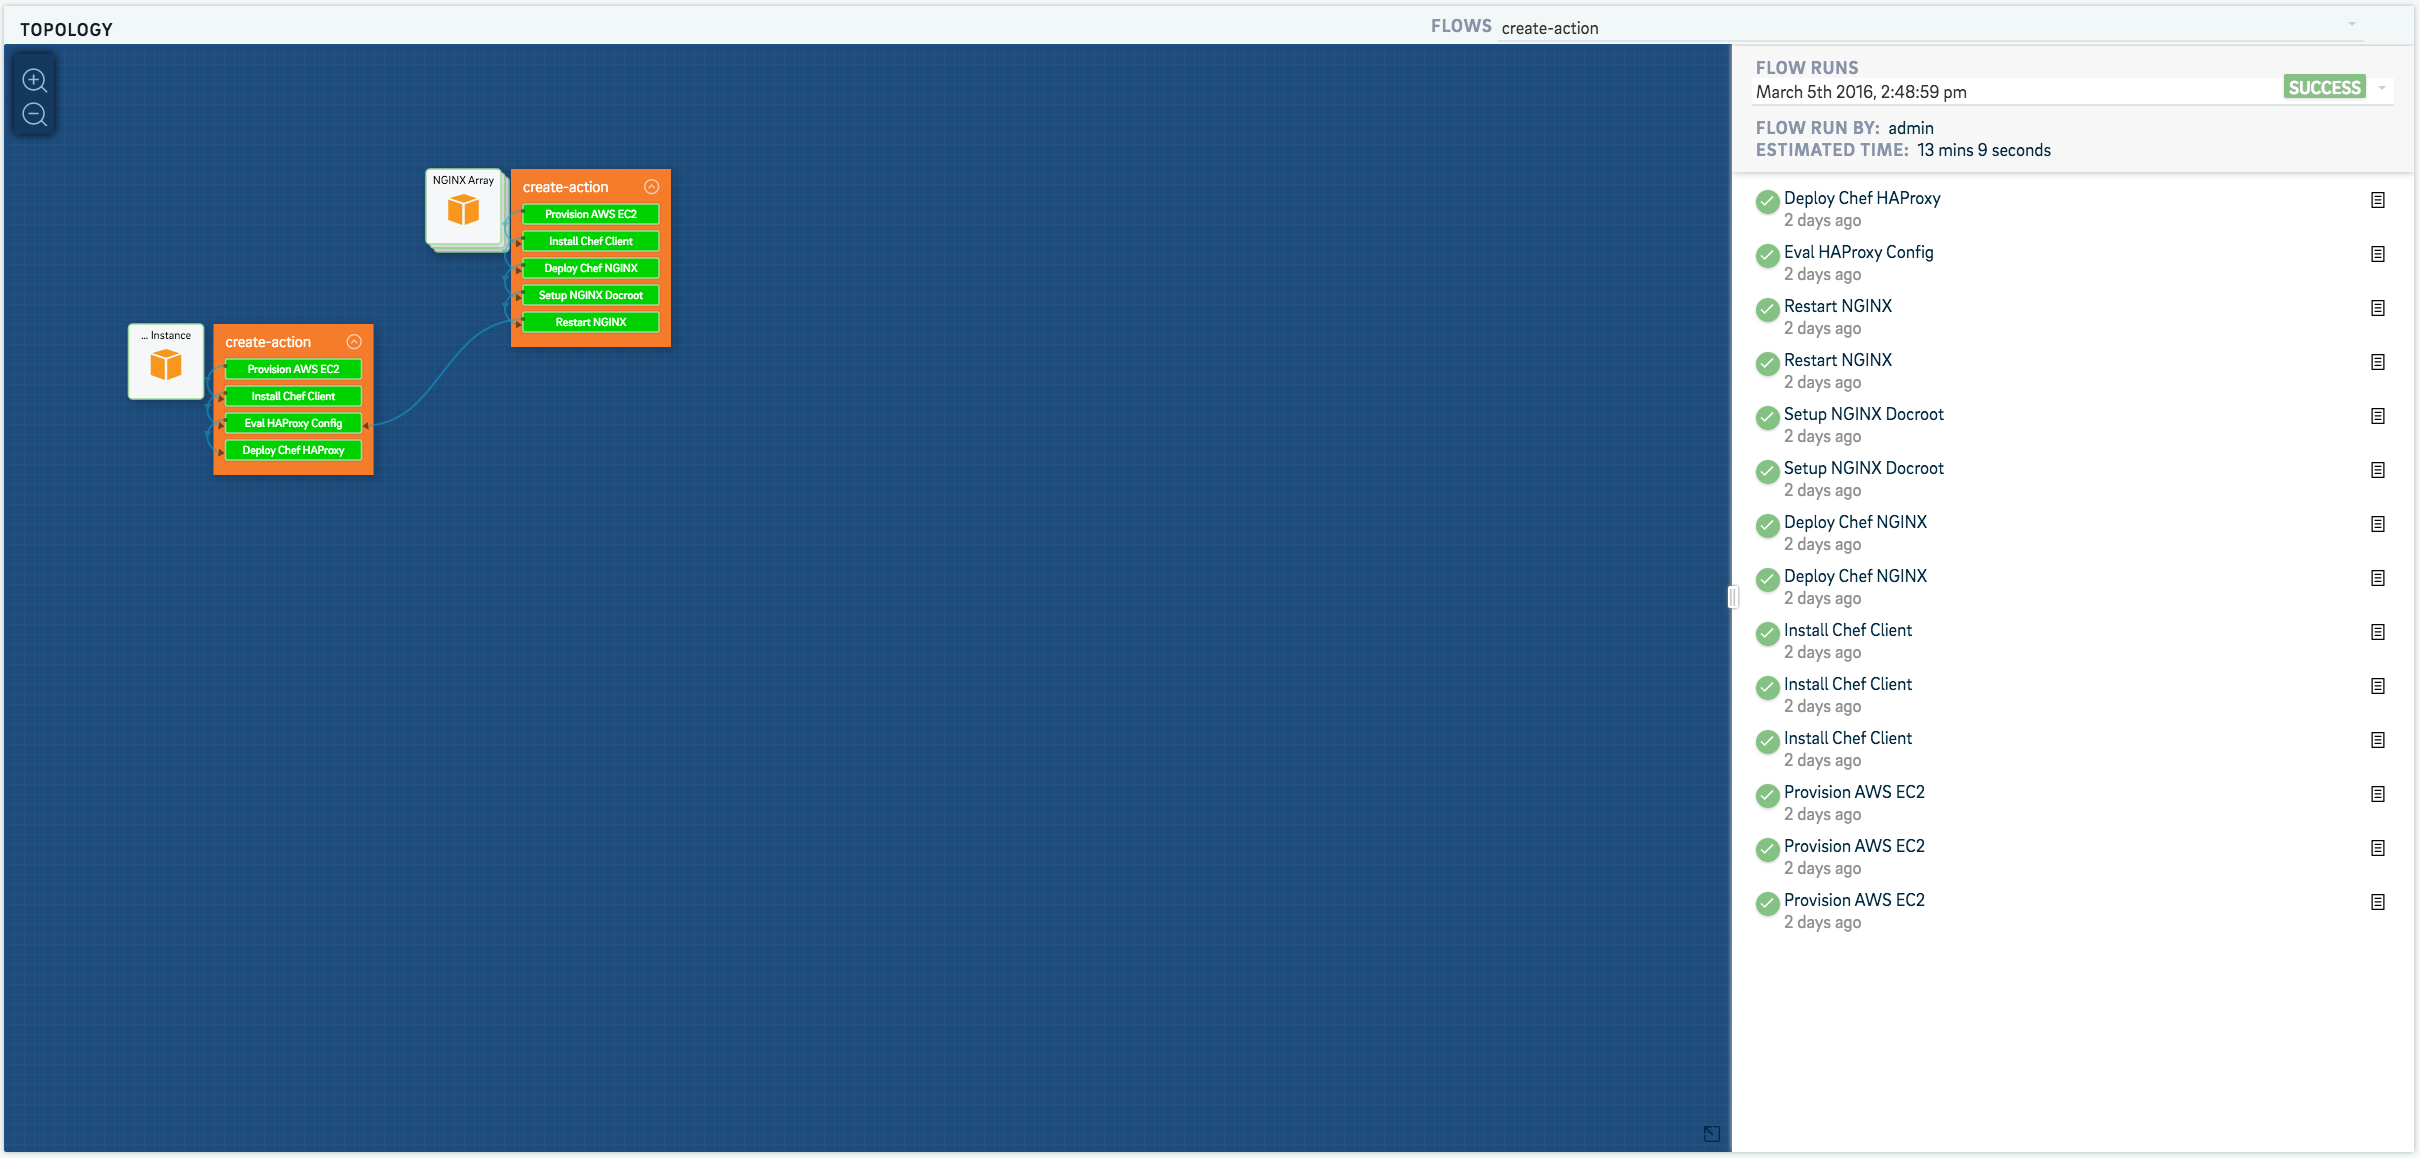 TOPOLOGY
FLOWS create-action
NGINX Array
create-action
Provision AWS EC2
Install Chef Client
Deploy Chef NGINX
Setup NGINX Docroot
Restart NGINX
... Instance
create-action
Provision AWS EC2
Install Chef Client
Eval HAProxy Config
Deploy Chef HAProxy
FLOW RUNS
March 5th 2016, 2:48:59 pm SUCCESS
FLOW RUN BY: admin
ESTIMATED TIME: 13 mins 9 seconds
Deploy Chef HAProxy
2 days ago
Eval HAProxy Config
2 days ago
Restart NGINX
2 days ago
Restart NGINX
2 days ago
Setup NGINX Docroot
2 days ago
Setup NGINX Docroot
2 days ago
Deploy Chef NGINX
2 days ago
Deploy Chef NGINX
2 days ago
Install Chef Client
2 days ago
Install Chef Client
2 days ago
Install Chef Client
2 days ago
Provision AWS EC2
2 days ago
Provision AWS EC2
2 days ago
Provision AWS EC2
2 days ago